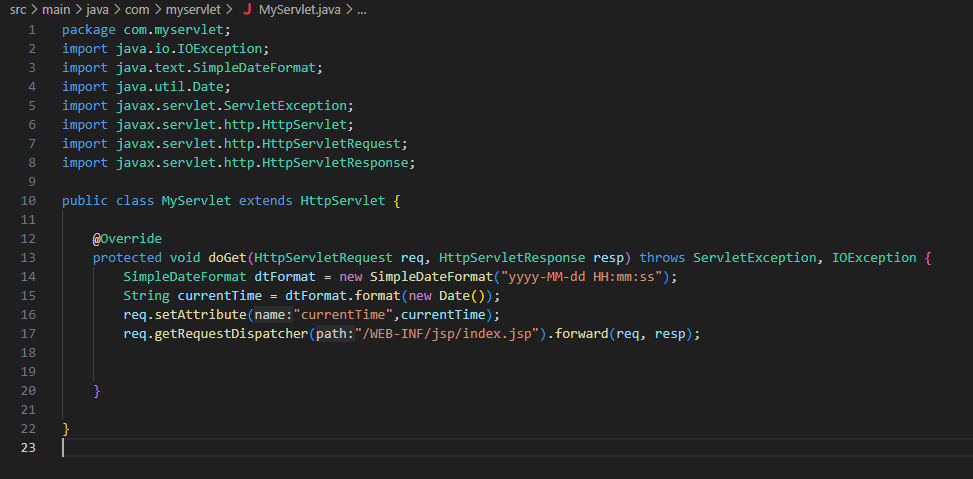 src > main > java > com > myservlet > J MyServlet.java > ...
1 package com.myservlet;
2 import java.io.IOException;
3 import java.text.SimpleDateFormat;
4 import java.util.Date;
5 import javax.servlet.ServletException;
6 import javax.servlet.http.HttpServlet;
7 import javax.servlet.http.HttpServletRequest;
8 import javax.servlet.http.HttpServletResponse;
9
10 public class MyServlet extends HttpServlet {
11
12 @Override
13 protected void doGet(HttpServletRequest req, HttpServletResponse resp) throws ServletException, IOException {
14 SimpleDateFormat dtFormat = new SimpleDateFormat("yyyy-MM-dd HH:mm:ss");
15 String currentTime = dtFormat.format(new Date());
16 req.setAttribute(name:"currentTime",currentTime);
17 req.getRequestDispatcher(path:"/WEB-INF/jsp/index.jsp").forward(req, resp);
18
19
20 }
21
22 }
23